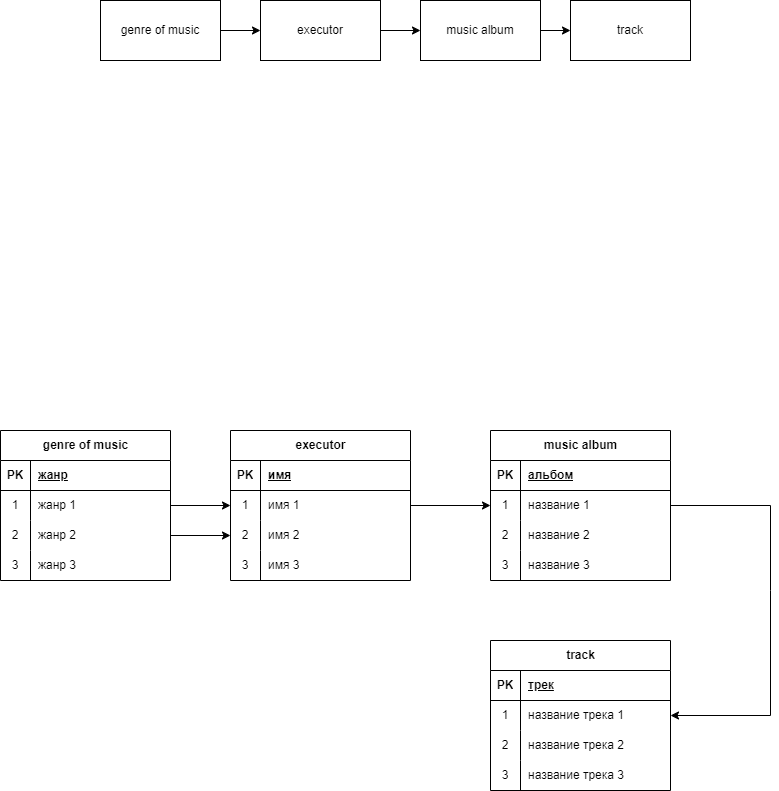 genre of music executor music album track
genre of music executor music album
PK жанр PK имя PK альбом
1 жанр 1 1 имя 1 1 название 1
2 жанр 2 2 имя 2 2 название 2
3 жанр 3 3 имя 3 3 название 3
track
PK трек
1 название трека 1
2 название трека 2
3 название трека 3